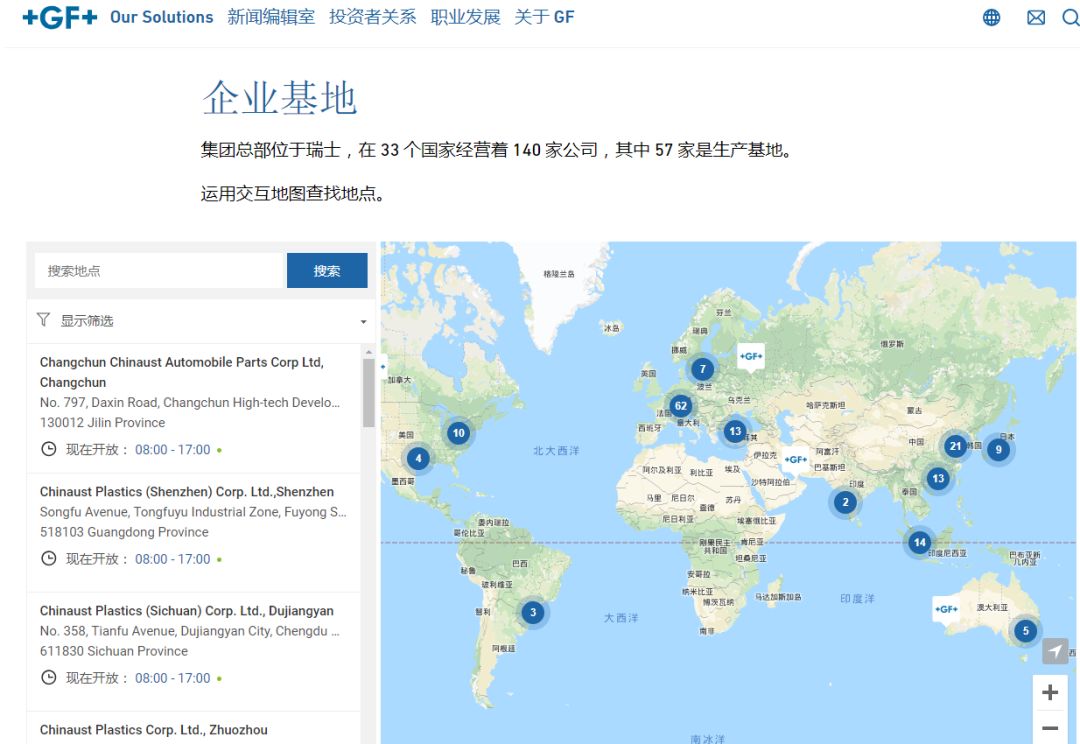 +GF+ Our Solutions 新闻编辑室 投资者关系 职业发展 关于 GF
企业基地
集团总部位于瑞士，在 33 个国家经营着 140 家公司，其中 57 家是生产基地。
运用交互地图查找地点。
搜索地点
搜索
显示筛选
Changchun Chinaust Automobile Parts Corp Ltd,
Changchun
No. 797, Daxin Road, Changchun High-tech Develo...
130012 Jilin Province
现在开放： 08:00 - 17:00
Chinaust Plastics (Shenzhen) Corp. Ltd.,Shenzhen
Songfu Avenue, Tongfuyu Industrial Zone, Fuyong S...
518103 Guangdong Province
现在开放： 08:00 - 17:00
Chinaust Plastics (Sichuan) Corp. Ltd., Dujiangyan
No. 358, Tianfu Avenue, Dujiangyan City, Chengdu ...
611830 Sichuan Province
现在开放： 08:00 - 17:00
Chinaust Plastics Corp. Ltd., Zhuozhou
格陵兰岛
冰岛
芬兰
瑞典
挪威
+GF+
俄罗斯
7
英国
波兰
加拿大
62
乌克兰
哈萨克斯坦
蒙古
法国
意大利
西班牙
13
美国
10
4
北大西洋
中国
21
韩国
9
日本
伊拉克
+GF+
阿富汗
巴基斯坦
阿尔及利亚
利比亚
埃及
沙特阿拉伯
13
墨西哥
印度
泰国
2
马里
尼日尔
苏丹
查德
尼日利亚
埃塞俄比亚
委内瑞拉
哥伦比亚
14
印度尼西亚
刚果民主
共和国
肯尼亚
坦桑尼亚
巴布亚新
几内亚
秘鲁
巴西
玻利维亚
安哥拉
纳米比亚
博茨瓦纳
马达加斯加岛
印度洋
+GF+
澳大利亚
智利
3
大西洋
南非
5
阿根廷
南冰洋